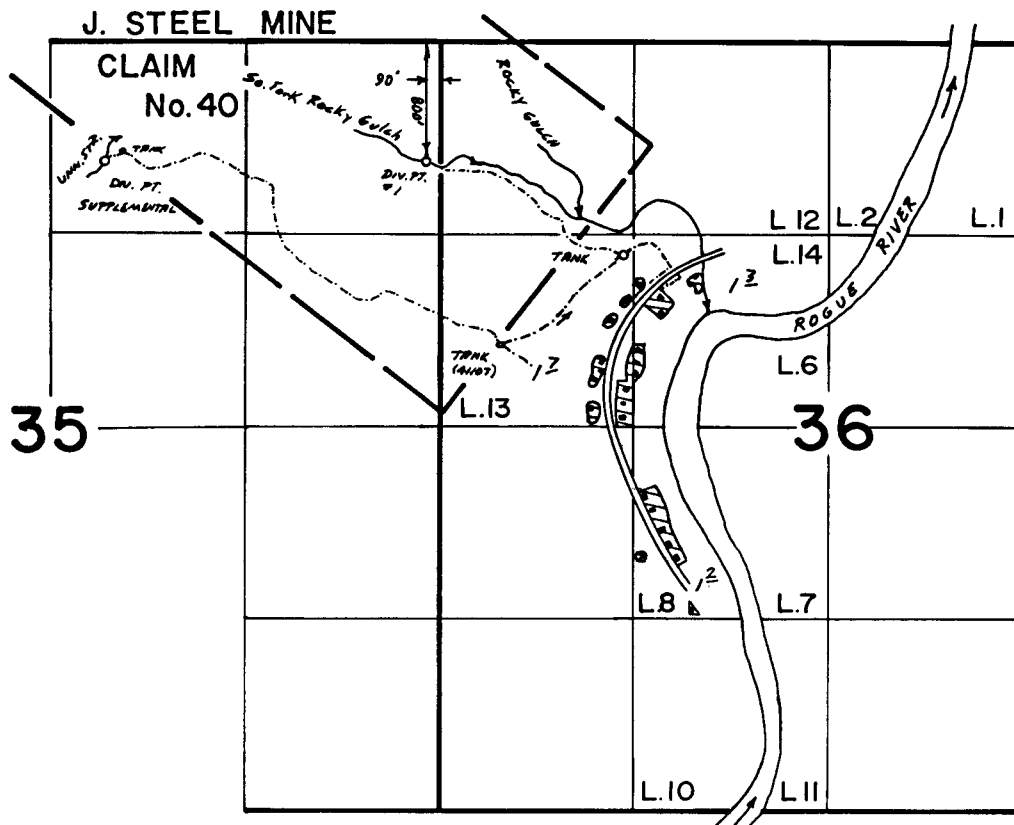 J. STEEL MINE
CLAIM
No. 40
So. Fork Rocky Gulch
90'
800'
ROCKY GULCH
UNN. STR.
TANK
DIV. PT.
SUPPLEMENTAL
DIV. PT.
#1
L.12
L.2
L.1
L.14
TANK
1 3
ROGUE RIVER
TANK
1 7
L.6
L.13
35
36
1 2
L.8
L.7
L.10
L.11